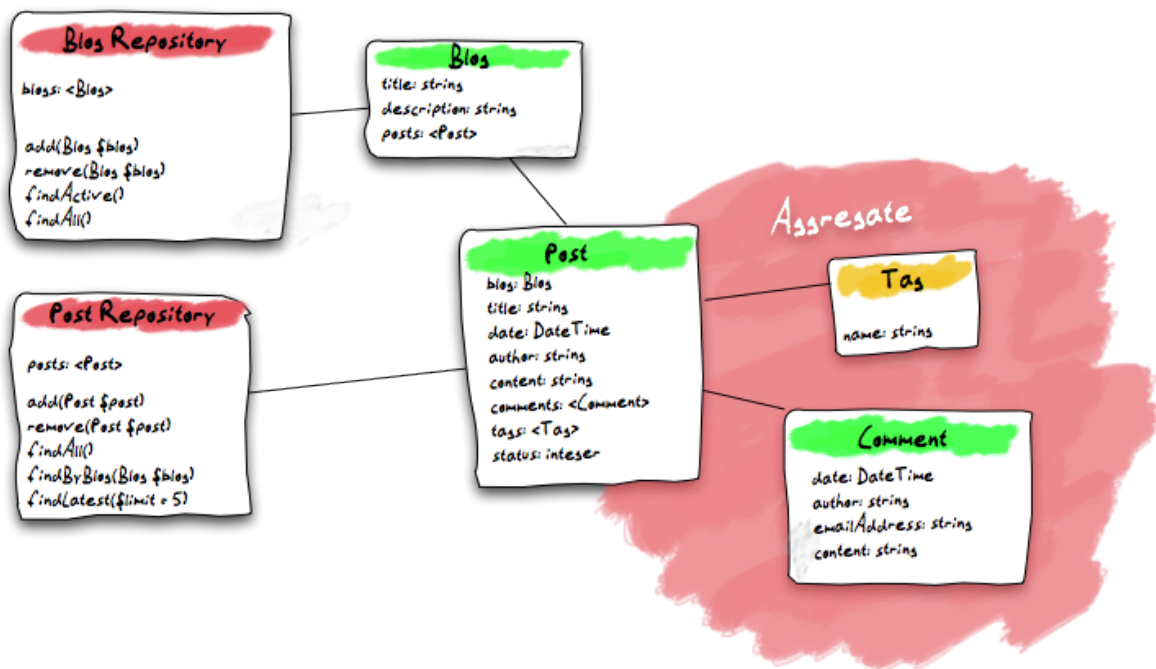 Blog Repository
blogs: <Blog>
add(Blog $blog)
remove(Blog $blog)
findActive()
findAll()
Blog
title: string
description: string
posts: <Post>
Aggregate
Post
blog: Blog
title: string
date: DateTime
author: string
content: string
comments: <Comment>
tags: <Tag>
status: integer
Tag
name: string
Post Repository
posts: <Post>
add(Post $post)
remove(Post $post)
findAll()
findByBlog(Blog $blog)
findLatest($limit = 5)
Comment
date: DateTime
author: string
emailAddress: string
content: string